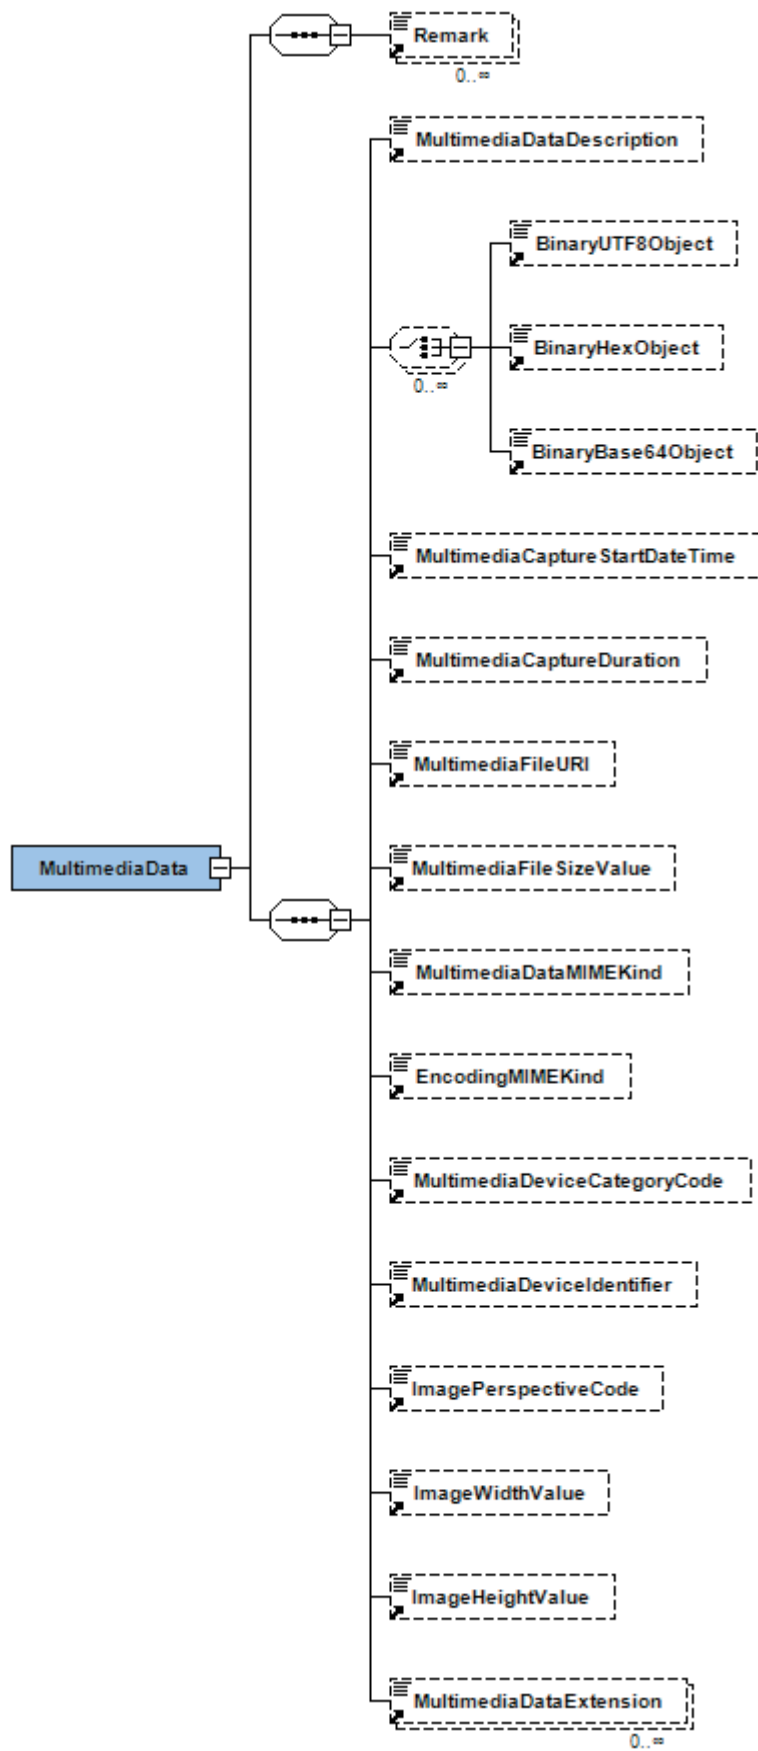 Remark
0..∞
MultimediaDataDescription
BinaryUTF8Object
BinaryHexObject
0..∞
BinaryBase64Object
MultimediaCaptureStartDateTime
MultimediaCaptureDuration
MultimediaFileURI
MultimediaFileSizeValue
MultimediaData
MultimediaDataMIMEKind
EncodingMIMEKind
MultimediaDeviceCategoryCode
MultimediaDeviceIdentifier
ImagePerspectiveCode
ImageWidthValue
ImageHeightValue
MultimediaDataExtension
0..∞